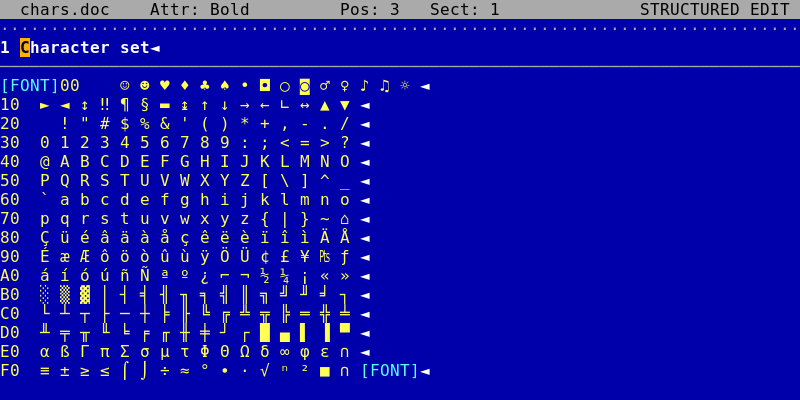 chars.doc    Attr: Bold         Pos: 3   Sect: 1              STRUCTURED EDIT
1 Character set◄
[FONT]00    ☺ ☻ ♥ ♦ ♣ ♠ • ◘ ○ ◙ ♂ ♀ ♪ ♫ ☼ ◄
10  ► ◄ ↕ ‼ ¶ § ▬ ↨ ↑ ↓ → ← ∟ ↔ ▲ ▼ ◄
20    ! " # $ % & ' ( ) * + , - . / ◄
30  0 1 2 3 4 5 6 7 8 9 : ; < = > ? ◄
40  @ A B C D E F G H I J K L M N O ◄
50  P Q R S T U V W X Y Z [ \ ] ^ _ ◄
60  ` a b c d e f g h i j k l m n o ◄
70  p q r s t u v w x y z { | } ~ ⌂ ◄
80  Ç ü é â ä à å ç ê ë è ï î ì Ä Å ◄
90  É æ Æ ô ö ò û ù ÿ Ö Ü ¢ £ ¥ ₧ ƒ ◄
A0  á í ó ú ñ Ñ ª º ¿ ⌐ ¬ ½ ¼ ¡ « » ◄
B0  ░ ▒ ▓ │ ┤ ╡ ╢ ╖ ╕ ╣ ║ ╗ ╝ ╜ ╛ ┐ ◄
C0  └ ┴ ┬ ├ ─ ┼ ╞ ╟ ╚ ╔ ╩ ╦ ╠ ═ ╬ ╧ ◄
D0  ╨ ╤ ╥ ╙ ╘ ╒ ╓ ╫ ╪ ┘ ┌ █ ▄ ▌ ▐ ▀ ◄
E0  α ß Γ π Σ σ µ τ Φ Θ Ω δ ∞ φ ε ∩ ◄
F0  ≡ ± ≥ ≤ ⌠ ⌡ ÷ ≈ ° ∙ · √ ⁿ ² ■ ∩ [FONT]◄